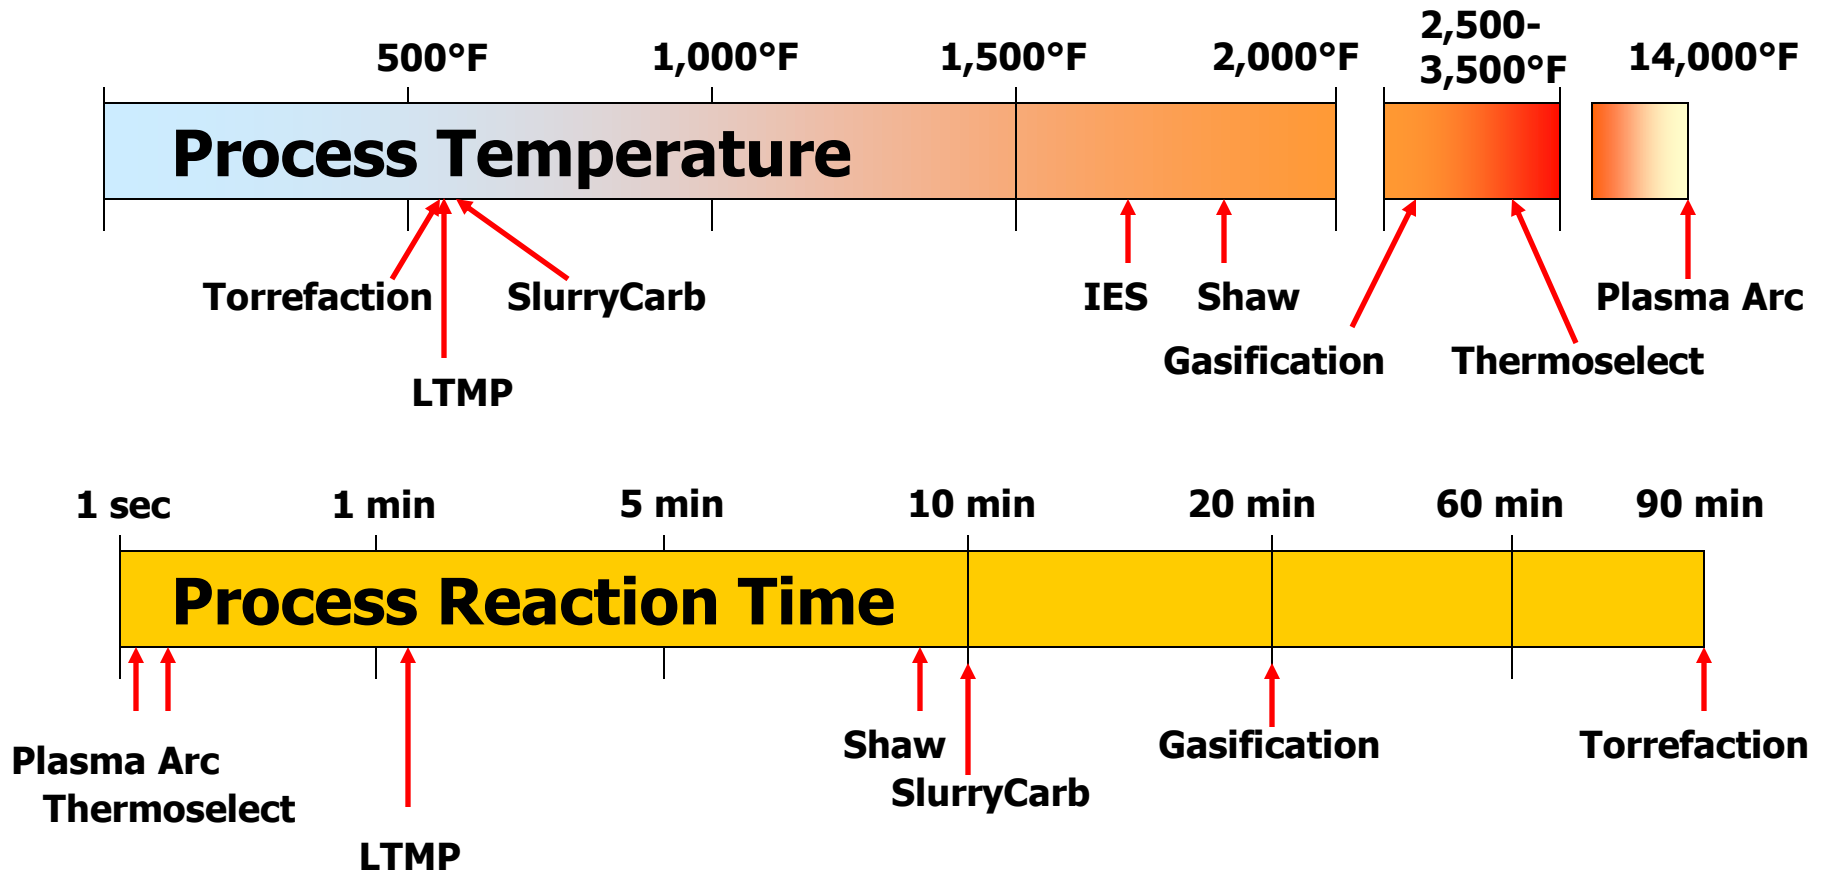 500°F
1,000°F
1,500°F
2,000°F
2,500-
3,500°F
14,000°F
Process Temperature
Torrefaction
SlurryCarb
IES
Shaw
Plasma Arc
Gasification
Thermoselect
LTMP
1 sec
1 min
5 min
10 min
20 min
60 min
90 min
Process Reaction Time
Shaw
Gasification
Torrefaction
Plasma Arc
SlurryCarb
Thermoselect
LTMP